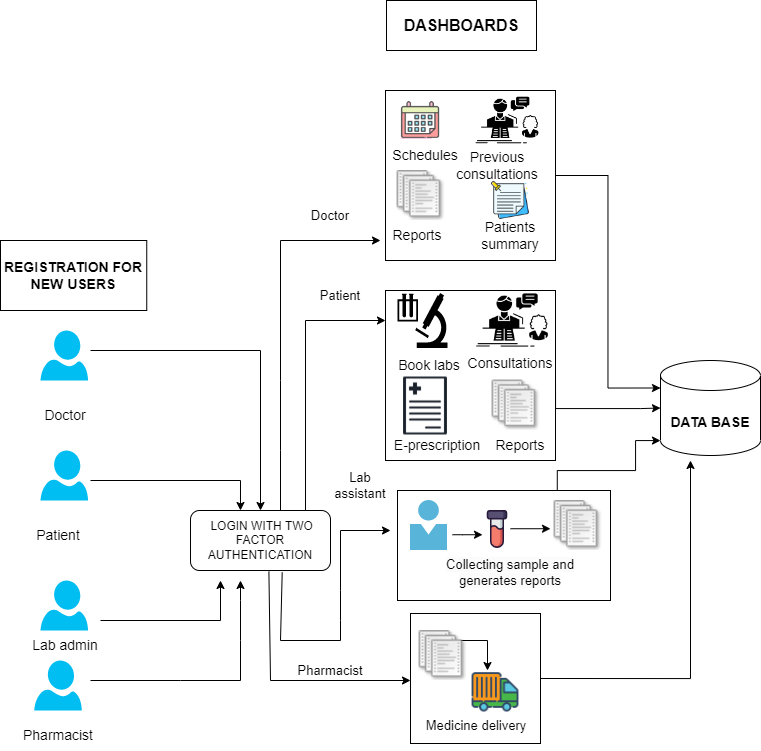 DASHBOARDS
Schedules
Previous
consultations
Reports
Patients
summary
Doctor
REGISTRATION FOR
NEW USERS
Patient
Book labs
Consultations
E-prescription
Reports
Doctor
DATA BASE
Lab
assistant
Patient
LOGIN WITH TWO
FACTOR
AUTHENTICATION
Collecting sample and
generates reports
Lab admin
Pharmacist
Pharmacist
Medicine delivery